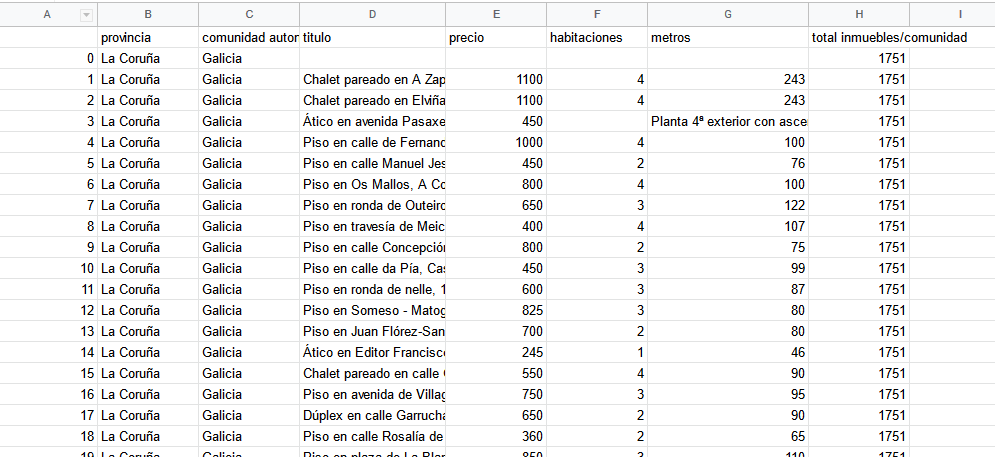 A B C D E F G H I
provincia comunidad autor titulo precio habitaciones metros total inmuebles/comunidad
0 La Coruña Galicia 1751
1 La Coruña Galicia Chalet pareado en A Zap 1100 4 243 1751
2 La Coruña Galicia Chalet pareado en Elviña 1100 4 243 1751
3 La Coruña Galicia Ático en avenida Pasaxe 450 Planta 4ª exterior con asce 1751
4 La Coruña Galicia Piso en calle de Fernand 1000 4 100 1751
5 La Coruña Galicia Piso en calle Manuel Jes 450 2 76 1751
6 La Coruña Galicia Piso en Os Mallos, A Co 800 4 100 1751
7 La Coruña Galicia Piso en ronda de Outeiro 650 3 122 1751
8 La Coruña Galicia Piso en travesía de Meic 400 4 107 1751
9 La Coruña Galicia Piso en calle Concepción 800 2 75 1751
10 La Coruña Galicia Piso en calle da Pía, Cas 450 3 99 1751
11 La Coruña Galicia Piso en ronda de nelle, 1 600 3 87 1751
12 La Coruña Galicia Piso en Someso - Matog 825 3 80 1751
13 La Coruña Galicia Piso en Juan Flórez-San 700 2 80 1751
14 La Coruña Galicia Ático en Editor Francisco 245 1 46 1751
15 La Coruña Galicia Chalet pareado en calle 550 4 90 1751
16 La Coruña Galicia Piso en avenida de Villag 750 3 95 1751
17 La Coruña Galicia Dúplex en calle Garrucha 650 2 90 1751
18 La Coruña Galicia Piso en calle Rosalía de 360 2 65 1751
19 La Coruña Galicia Piso en plaza de La Blar 850 3 110 1751